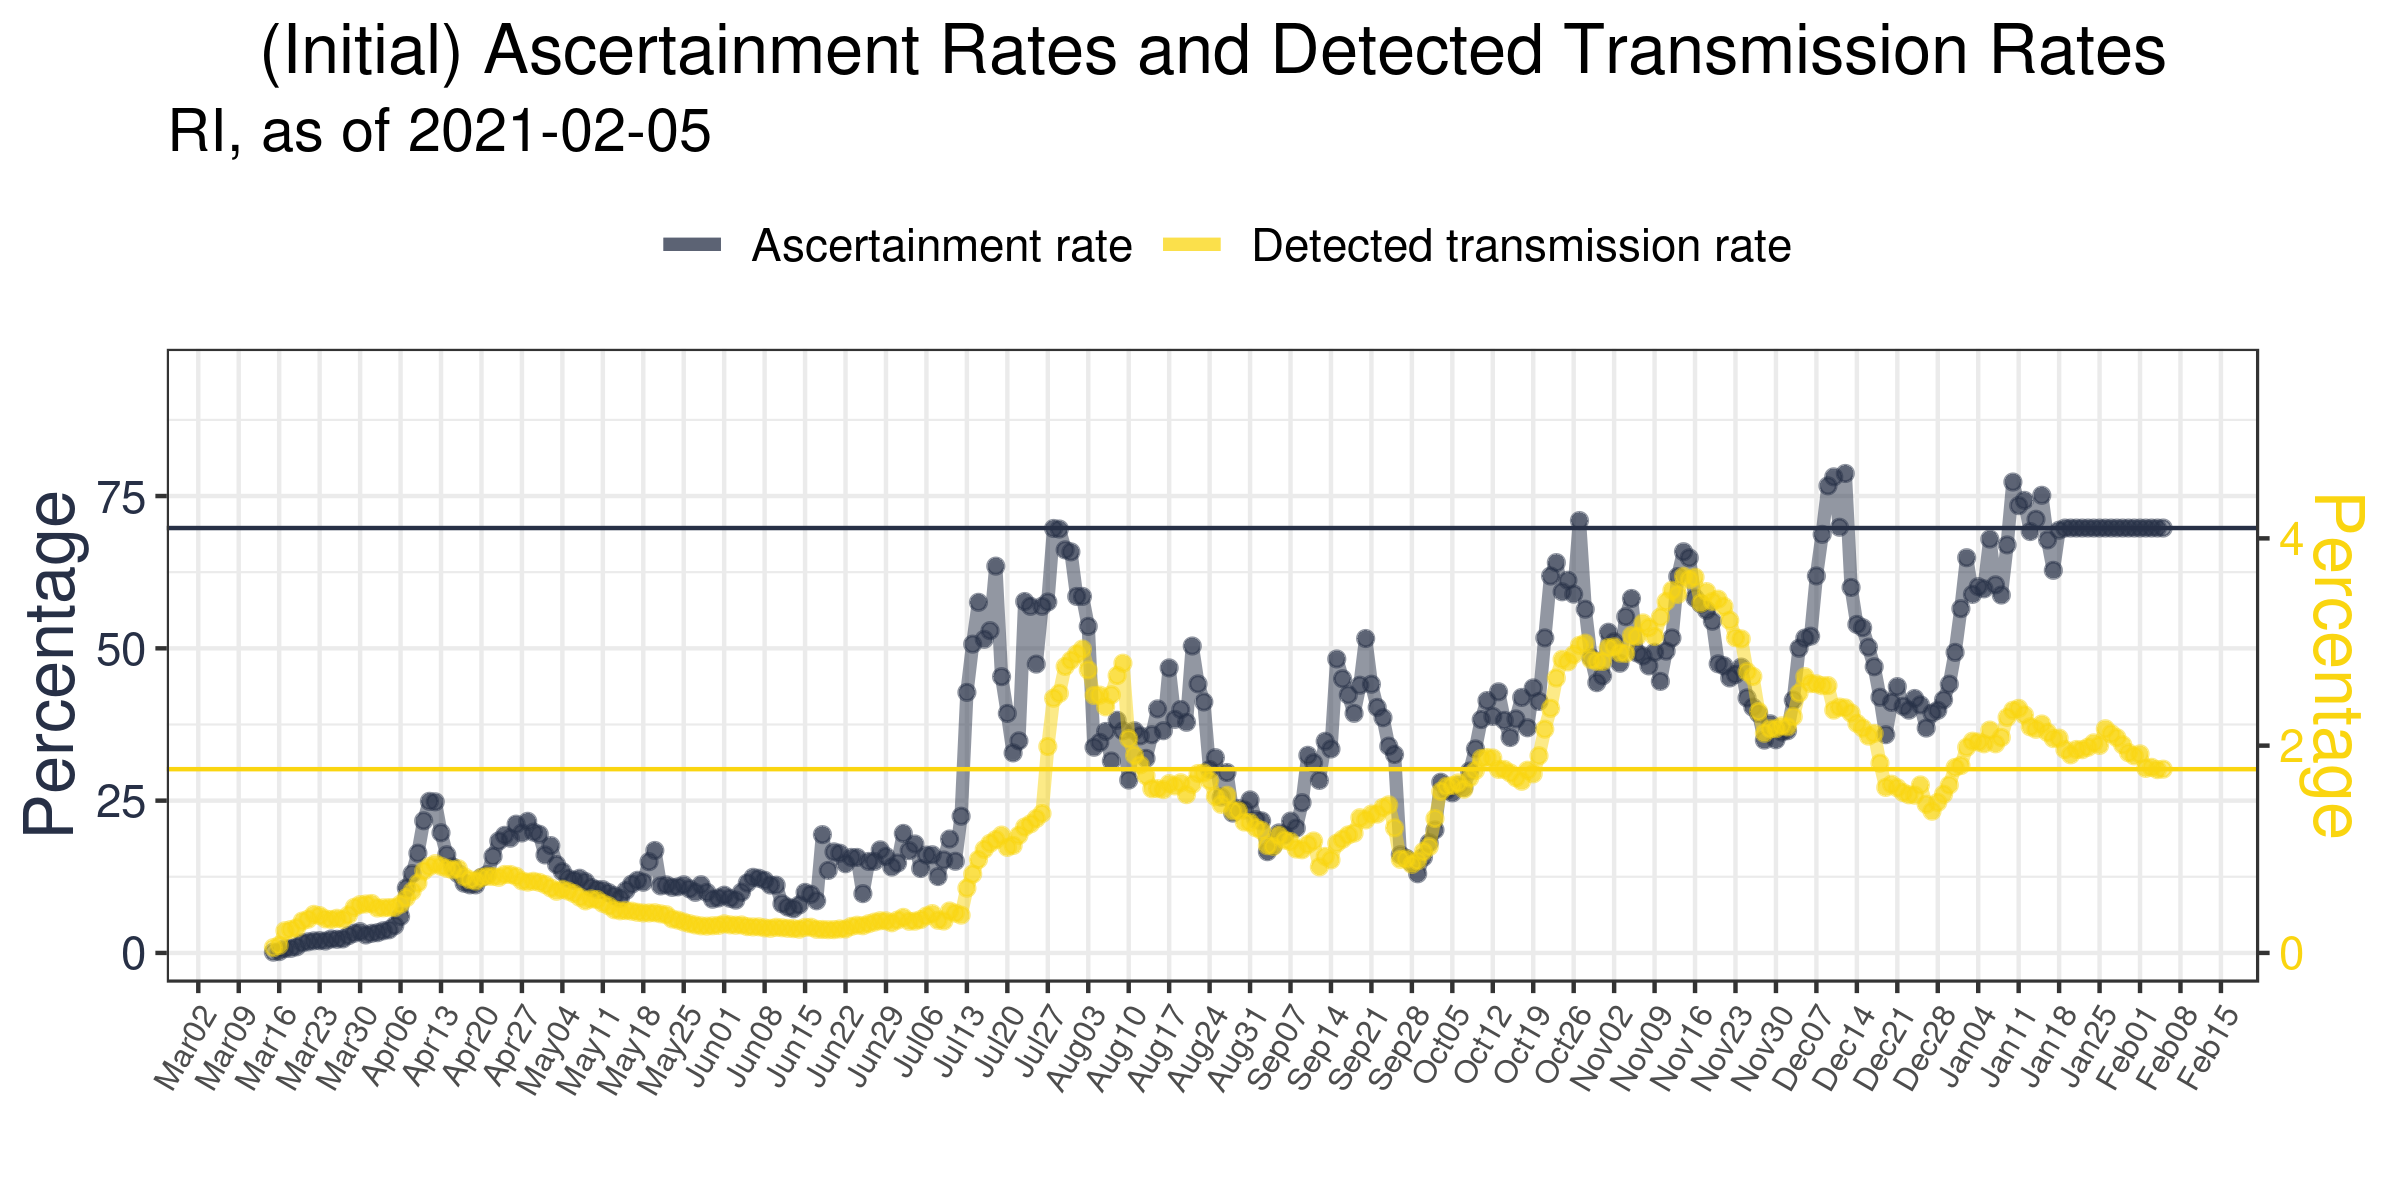 (Initial) Ascertainment Rates and Detected Transmission Rates
RI, as of 2021-02-05
Ascertainment rate
Detected transmission rate
Percentage
75
50
25
0
4
2
0
Percentage
Mar02
Mar09
Mar16
Mar23
Mar30
Apr06
Apr13
Apr20
Apr27
May04
May11
May18
May25
Jun01
Jun08
Jun15
Jun22
Jun29
Jul06
Jul13
Jul20
Jul27
Aug03
Aug10
Aug17
Aug24
Aug31
Sep07
Sep14
Sep21
Sep28
Oct05
Oct12
Oct19
Oct26
Nov02
Nov09
Nov16
Nov23
Nov30
Dec07
Dec14
Dec21
Dec28
Jan04
Jan11
Jan18
Jan25
Feb01
Feb08
Feb15